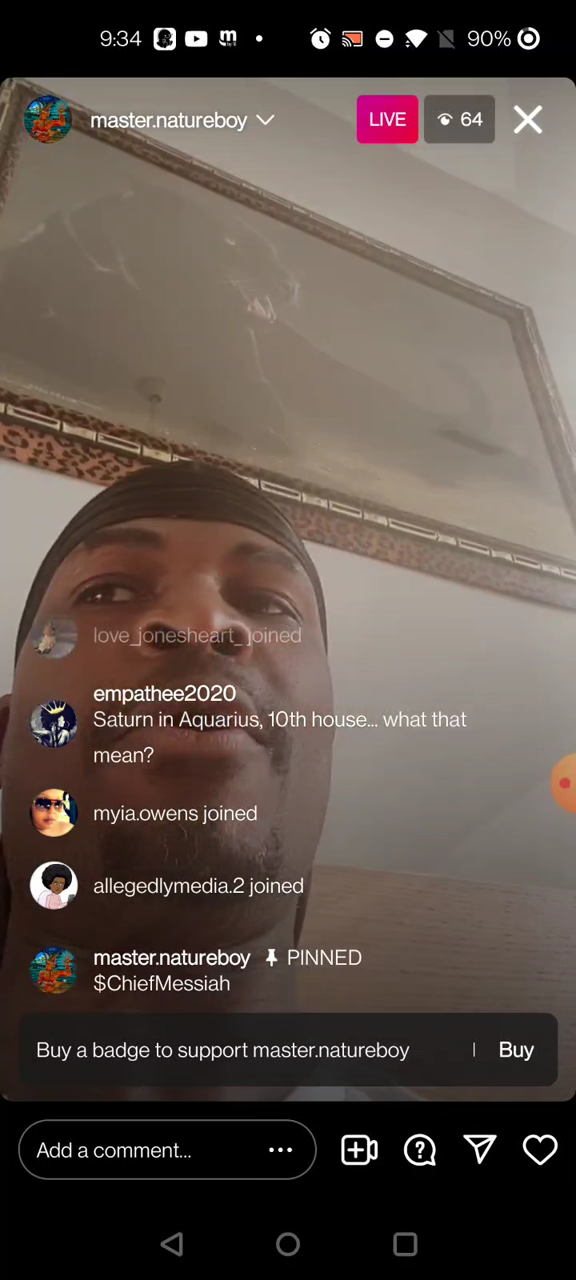 9:34
90%
master.natureboy
LIVE
64
love_jonesheart_ joined
empathee2020
Saturn in Aquarius, 10th house... what that
mean?
myia.owens joined
allegedlymedia.2 joined
master.natureboy PINNED
$ChiefMessiah
Buy a badge to support master.natureboy | Buy
Add a comment...